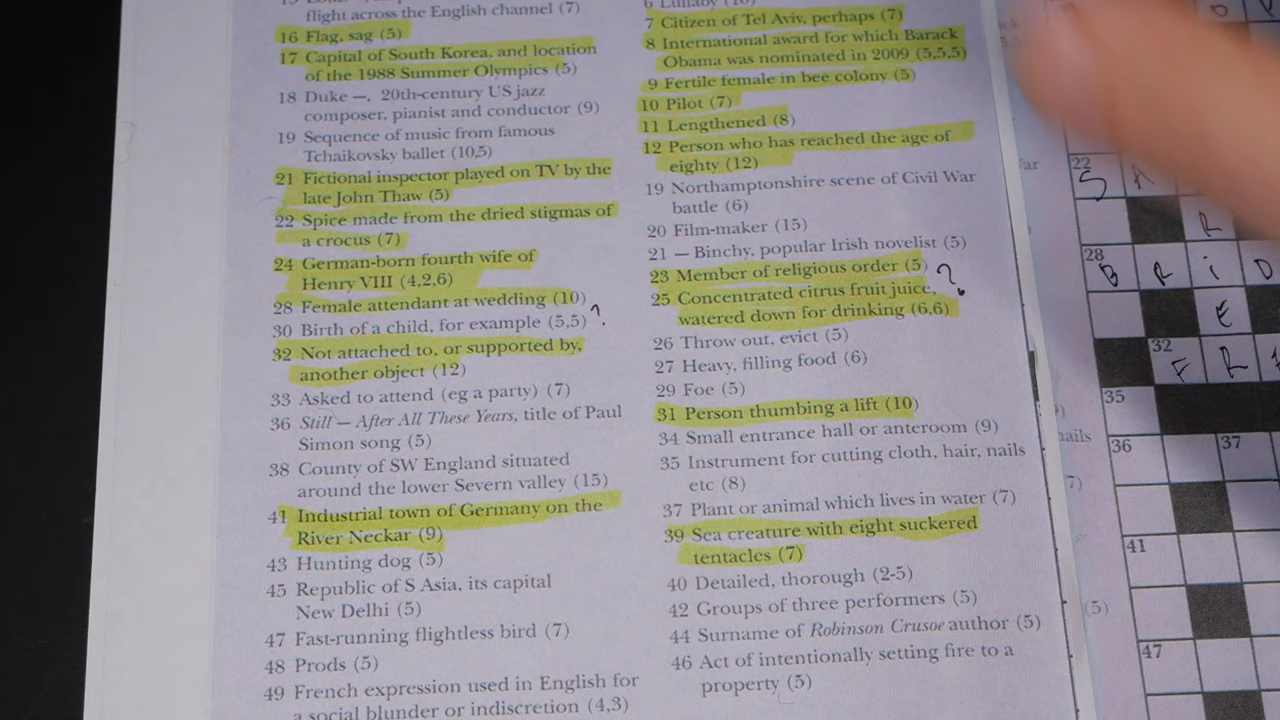 flight across the English channel (7)
16 Flag, sag (5)
17 Capital of South Korea, and location
of the 1988 Summer Olympics (5)
18 Duke —, 20th-century US jazz
composer, pianist and conductor (9)
19 Sequence of music from famous
Tchaikovsky ballet (10,5)
21 Fictional inspector played on TV by the
late John Thaw (5)
22 Spice made from the dried stigmas of
a crocus (7)
24 German-born fourth wife of
Henry VIII (4,2,6)
28 Female attendant at wedding (10)
30 Birth of a child, for example (5,5) ?
32 Not attached to, or supported by,
another object (12)
33 Asked to attend (eg a party) (7)
36 Still — After All These Years, title of Paul
Simon song (5)
38 County of SW England situated
around the lower Severn valley (15)
41 Industrial town of Germany on the
River Neckar (9)
43 Hunting dog (5)
45 Republic of S Asia, its capital
New Delhi (5)
47 Fast-running flightless bird (7)
48 Prods (5)
49 French expression used in English for
a social blunder or indiscretion (4,3)
6 Lullaby (10)
7 Citizen of Tel Aviv, perhaps (7)
8 International award for which Barack
Obama was nominated in 2009 (5,5,5)
9 Fertile female in bee colony (5)
10 Pilot (7)
11 Lengthened (8)
12 Person who has reached the age of
eighty (12)
19 Northamptonshire scene of Civil War
battle (6)
20 Film-maker (15)
21 — Binchy, popular Irish novelist (5)
23 Member of religious order (5) ?
25 Concentrated citrus fruit juice,
watered down for drinking (6,6)
26 Throw out, evict (5)
27 Heavy, filling food (6)
29 Foe (5)
31 Person thumbing a lift (10)
34 Small entrance hall or anteroom (9)
35 Instrument for cutting cloth, hair, nails
etc (8)
37 Plant or animal which lives in water (7)
39 Sea creature with eight suckered
tentacles (7)
40 Detailed, thorough (2-5)
42 Groups of three performers (5)
44 Surname of Robinson Crusoe author (5)
46 Act of intentionally setting fire to a
property (5)
nails
7)
(5)
22
S A
R
28
B R i D
E
32
F R
35
36 37
41
47